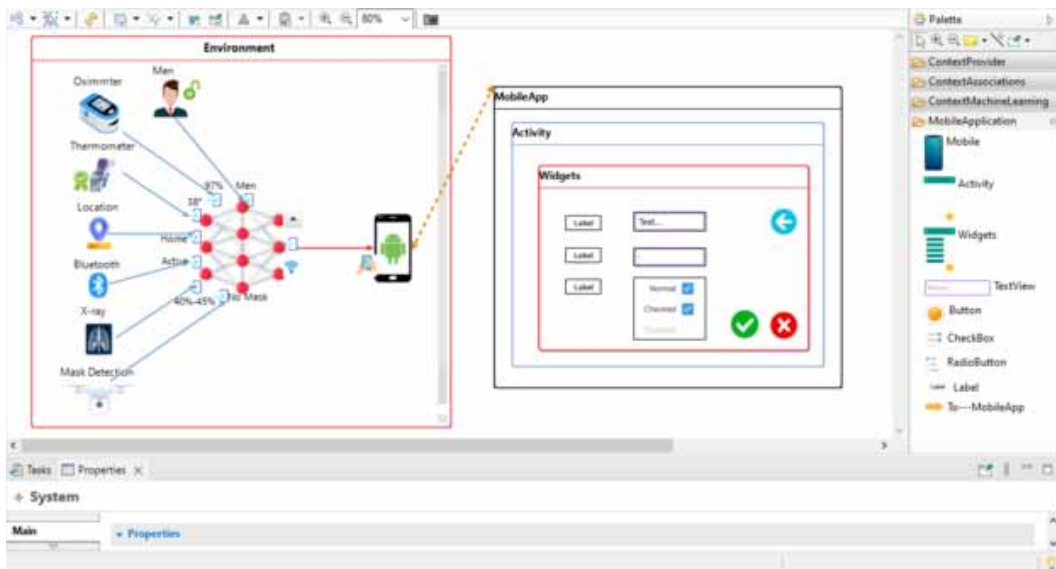 80%
Environment
Oximmter
Men
Thermometer
97%
Men
38°
Location
Home
Bluetooth
Active
40%-45%
No Mask
X-ray
Mask Detection
MobileApp
Activity
Widgets
Label
Text...
Label
Label
Normal
Checked
Palette
ContextProvider
ContextAssociations
ContextMachineLearning
MobileApplication
Mobile
Activity
Widgets
TextView
Button
CheckBox
RadioButton
Label
To---MobileApp
Tasks
Properties
System
Main
Properties